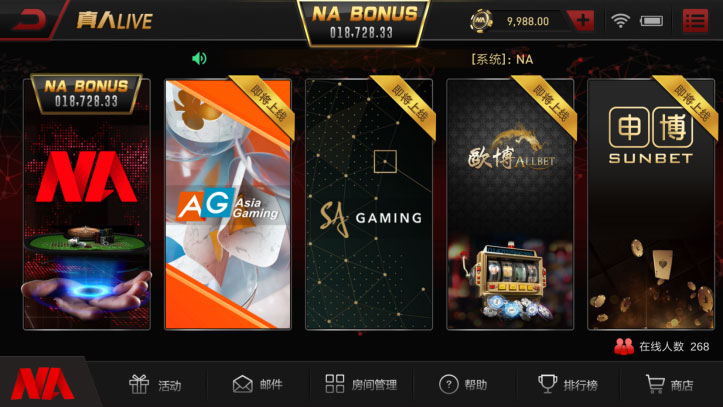 真人LIVE
NA BONUS
018,728.33
9,988.00
[系统]: NA
NA BONUS
018,728.33
NA
即将上线
AG Asia
Gaming
即将上线
SA GAMING
即将上线
歐博 ALLBET
即将上线
申博
SUNBET
在线人数 268
NA
活动
邮件
房间管理
帮助
排行榜
商店